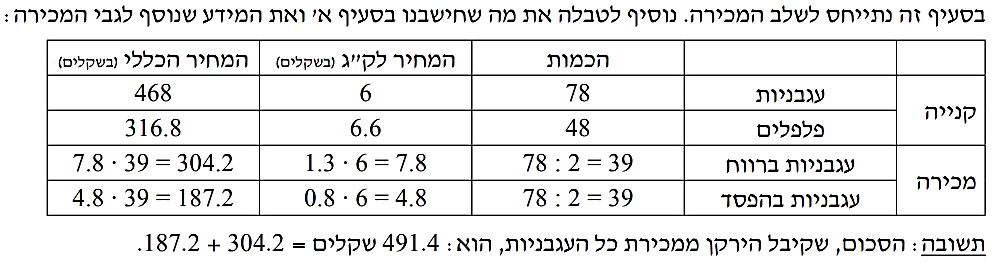 בסעיף זה נתייחס לשלב המכירה. נוסיף לטבלה את מה שחישבנו בסעיף א׳ ואת המידע שנוסף לגבי המכירה:
הכמות המחיר לק״ג (בשקלים) המחיר הכללי (בשקלים)
קנייה עגבניות 78 6 468
פלפלים 48 6.6 316.8
מכירה עגבניות ברווח 78 : 2 = 39 1.3 · 6 = 7.8 7.8 · 39 = 304.2
עגבניות בהפסד 78 : 2 = 39 0.8 · 6 = 4.8 4.8 · 39 = 187.2
תשובה: הסכום, שקיבל הירקן ממכירת כל העגבניות, הוא: 491.4 שקלים = 304.2 + 187.2.